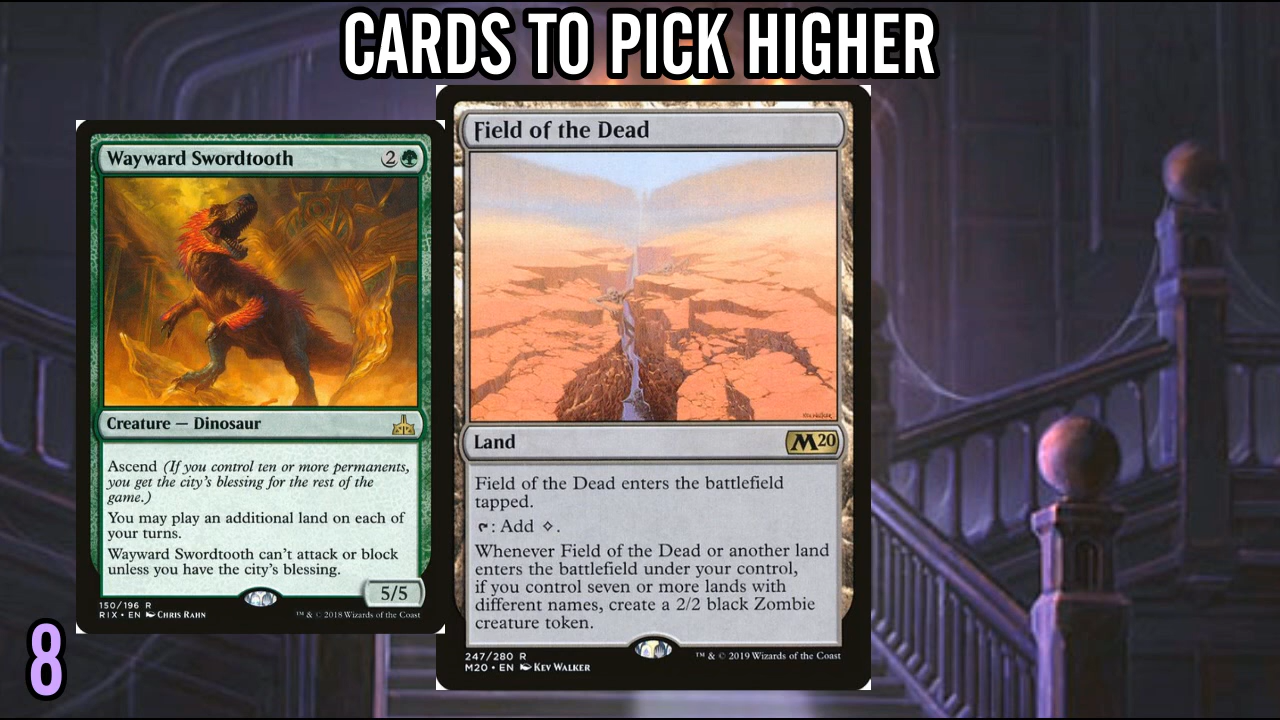 CARDS TO PICK HIGHER
Wayward Swordtooth 2
Creature — Dinosaur
Ascend (If you control ten or more permanents,
you get the city's blessing for the rest of the
game.)
You may play an additional land on each of
your turns.
Wayward Swordtooth can't attack or block
unless you have the city's blessing.
5/5
150/196 R
RIX • EN Chris Rahn
™ & © 2018 Wizards of the Coast
Field of the Dead
Land
M20
Field of the Dead enters the battlefield
tapped.
: Add .
Whenever Field of the Dead or another land
enters the battlefield under your control,
if you control seven or more lands with
different names, create a 2/2 black Zombie
creature token.
247/280 R
M20 • EN Kev Walker
™ & © 2019 Wizards of the Coast
8